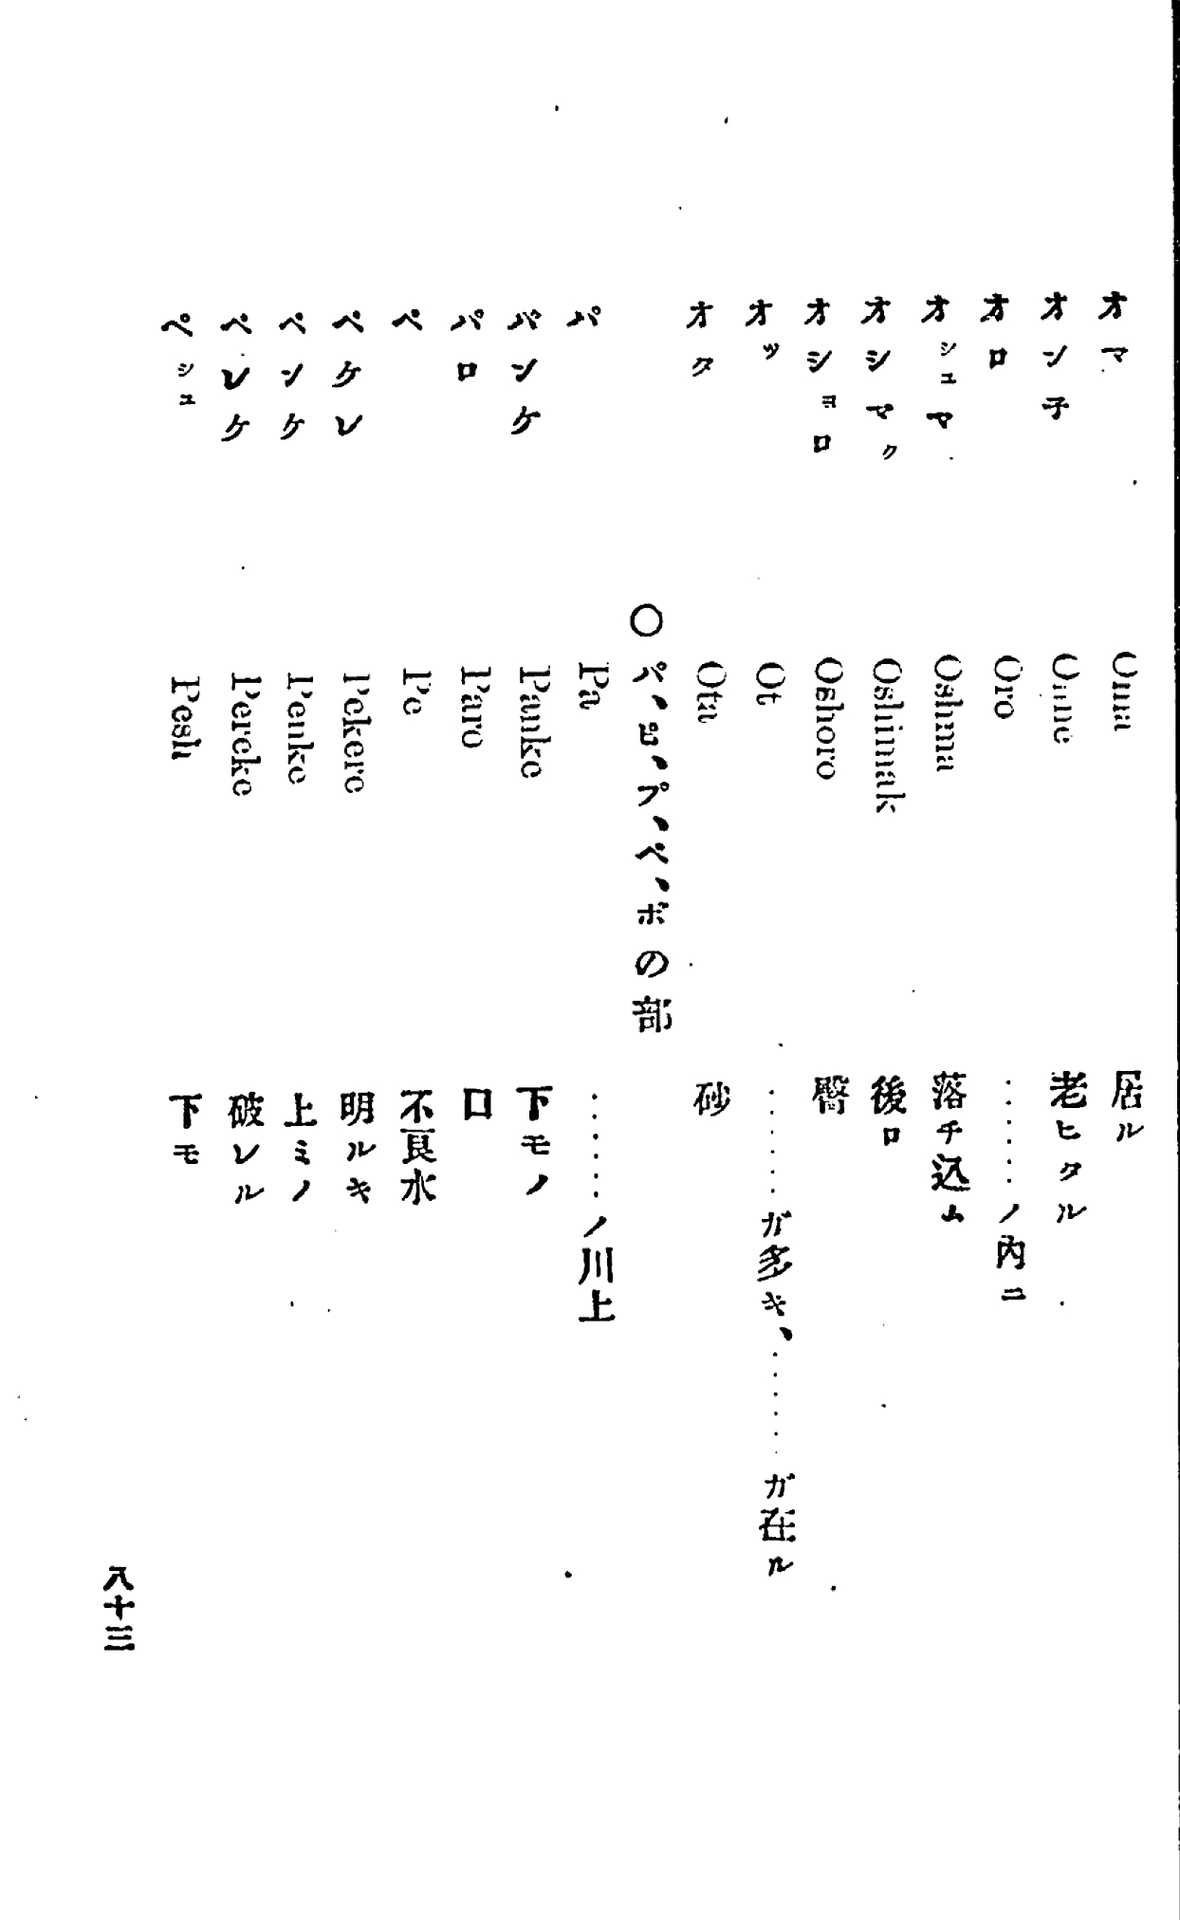 オマ Oma 居ル
オン子 Onne 老ヒタル
オロ Oro ‥‥‥ノ內ニ
オシュマ Oshma 落チ込ム
オシマク Oshimak 後ロ
オショロ Oshoro 臀
オッ Ot ‥‥‥ガ多キ、‥‥‥ガ在ル
オタ Ota 砂
〇パ、ピ、プ、ペ、ポの部
パ Pa ‥‥‥ノ川上
パンケ Panke 下モノ
パロ Paro 口
ペ Pe 不良水
ペケレ Pekere 明ルキ
ペンケ Penke 上ミノ
ペレケ Pereke 破レル
ペシュ Pesh 下モ
八十三